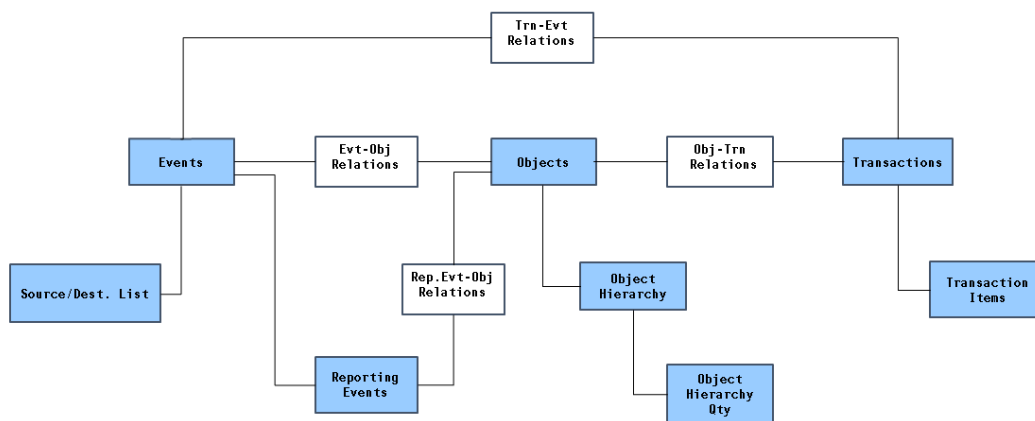 Trn-Evt
Relations
Events
Evt-Obj
Relations
Objects
Obj-Trn
Relations
Transactions
Source/Dest. List
Rep.Evt-Obj
Relations
Object
Hierarchy
Transaction
Items
Reporting
Events
Object
Hierarchy
Qty